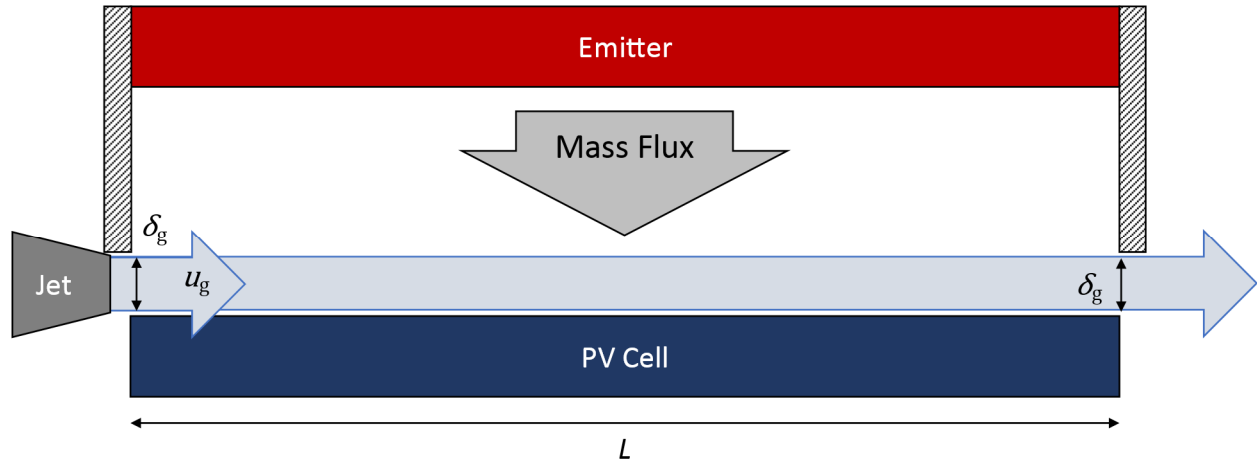 Emitter
Mass Flux
δg
Jet
ug
δg
PV Cell
L